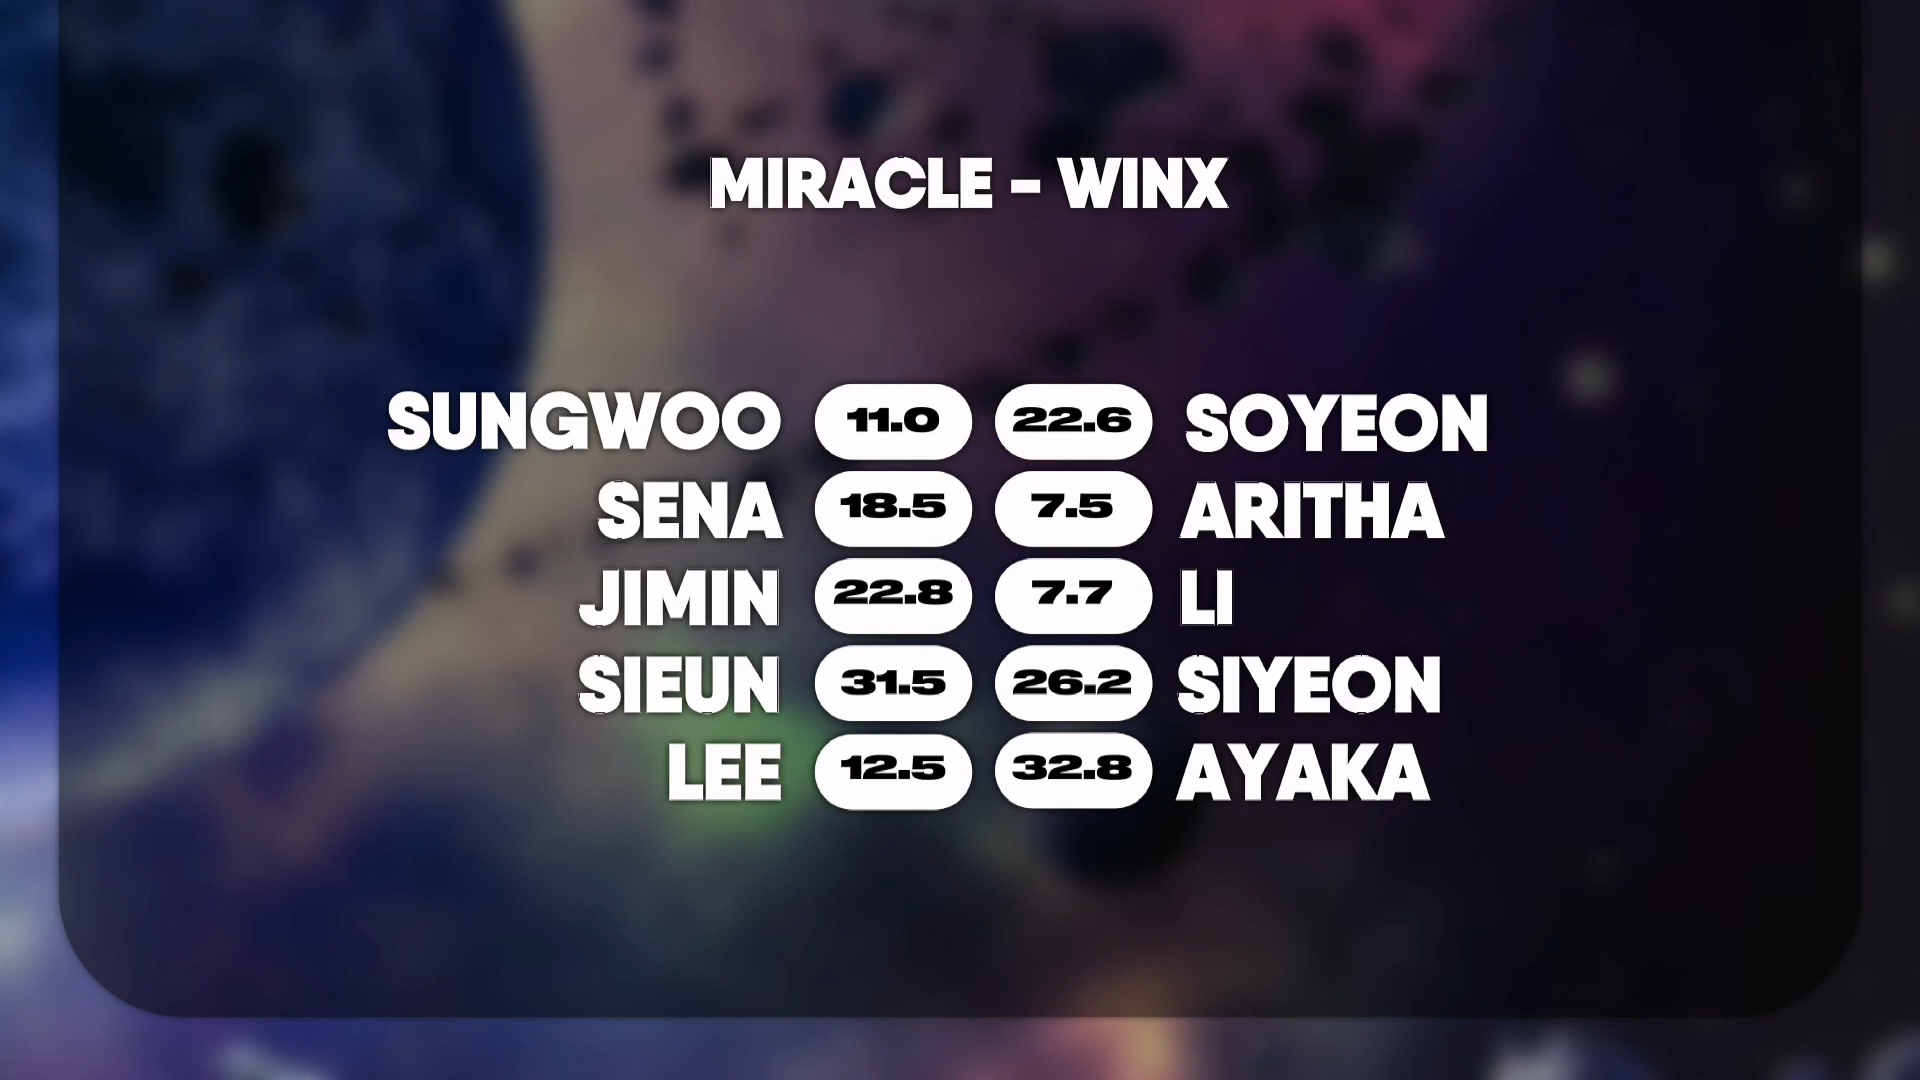 MIRACLE - WINX
SUNGWOO 11.0 22.6 SOYEON
SENA 18.5 7.5 ARITHA
JIMIN 22.8 7.7 LI
SIEUN 31.5 26.2 SIYEON
LEE 12.5 32.8 AYAKA